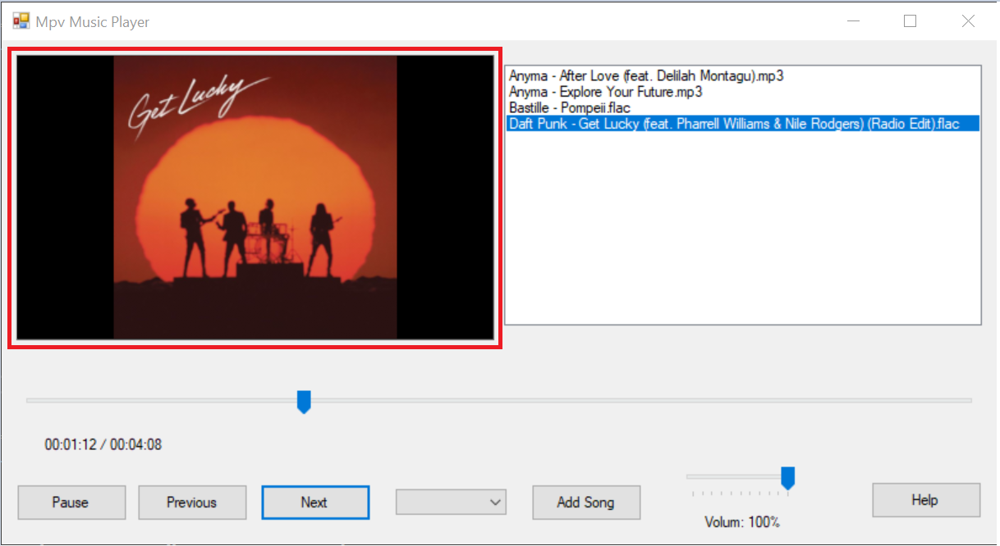 Mpv Music Player
Get Lucky
Anyma - After Love (feat. Delilah Montagu).mp3
Anyma - Explore Your Future.mp3
Bastille - Pompeii.flac
Daft Punk - Get Lucky (feat. Pharrell Williams & Nile Rodgers) (Radio Edit).flac
00:01:12 / 00:04:08
Pause
Previous
Next
Add Song
Volum: 100%
Help